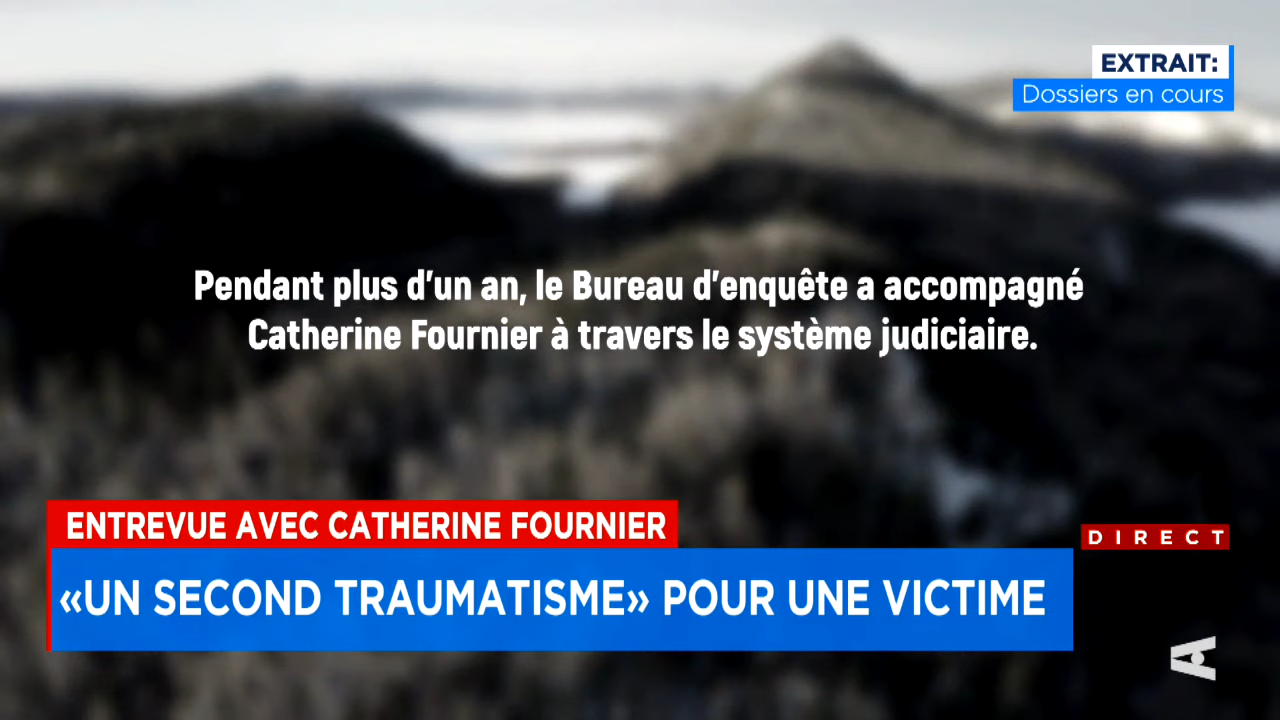 EXTRAIT:
Dossiers en cours
Pendant plus d’un an, le Bureau d’enquête a accompagné
Catherine Fournier à travers le système judiciaire.
ENTREVUE AVEC CATHERINE FOURNIER
DIRECT
«UN SECOND TRAUMATISME» POUR UNE VICTIME